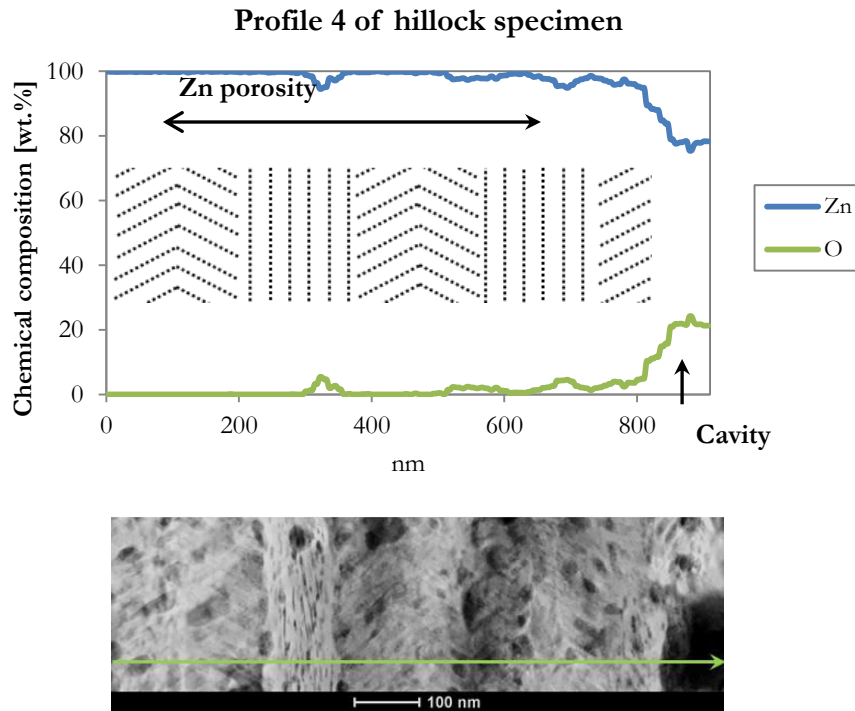 Profile 4 of hillock specimen
Chemical composition [wt.%]
100
80
60
40
20
0
Zn porosity
0 200 400 600 800
nm
Cavity
Zn
O
100 nm